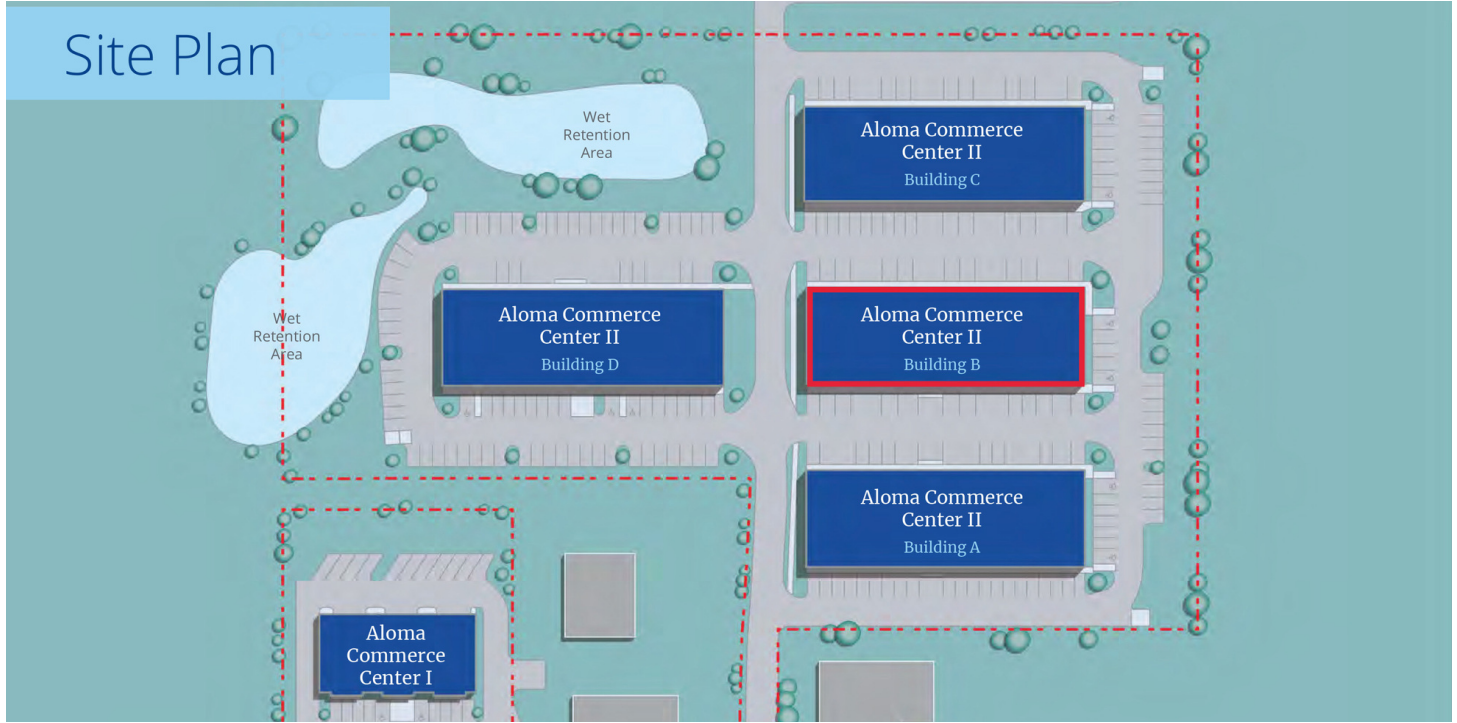 Site Plan
Wet
Retention
Area
Aloma Commerce
Center II
Building C
Wet
Retention
Area
Aloma Commerce
Center II
Building D
Aloma Commerce
Center II
Building B
Aloma Commerce
Center II
Building A
Aloma
Commerce
Center I